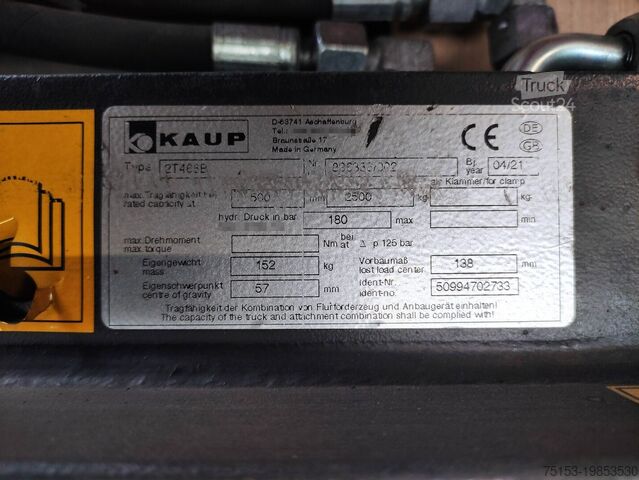 Truck
Scout24
KAUP
D-63741 Aschaffenburg
Tel.:
Braunstraße 17
Made in Germany
CE
DE
GB
Type
Nr.
Bj.
year
04/21
für Klammer/for clamp
max. Tragfähigkeit
rated capacity at
500 mm 2500 kg kg
hydr. Druck in bar 180 max min
max. Drehmoment
max. torque
Nm at bei Δ p 125 bar
Eigengewicht
mass
152 kg
Vorbaumaß
lost load center
138 mm
Eigenschwerpunkt
centre of gravity
57 mm
Ident-Nr.
ident-no.
50994702733
Tragfähigkeit der Kombination von Flurförderzeug und Anbaugerät einhalten!
The capacity of the truck and attachment combination shall be complied with!
75153-19853530